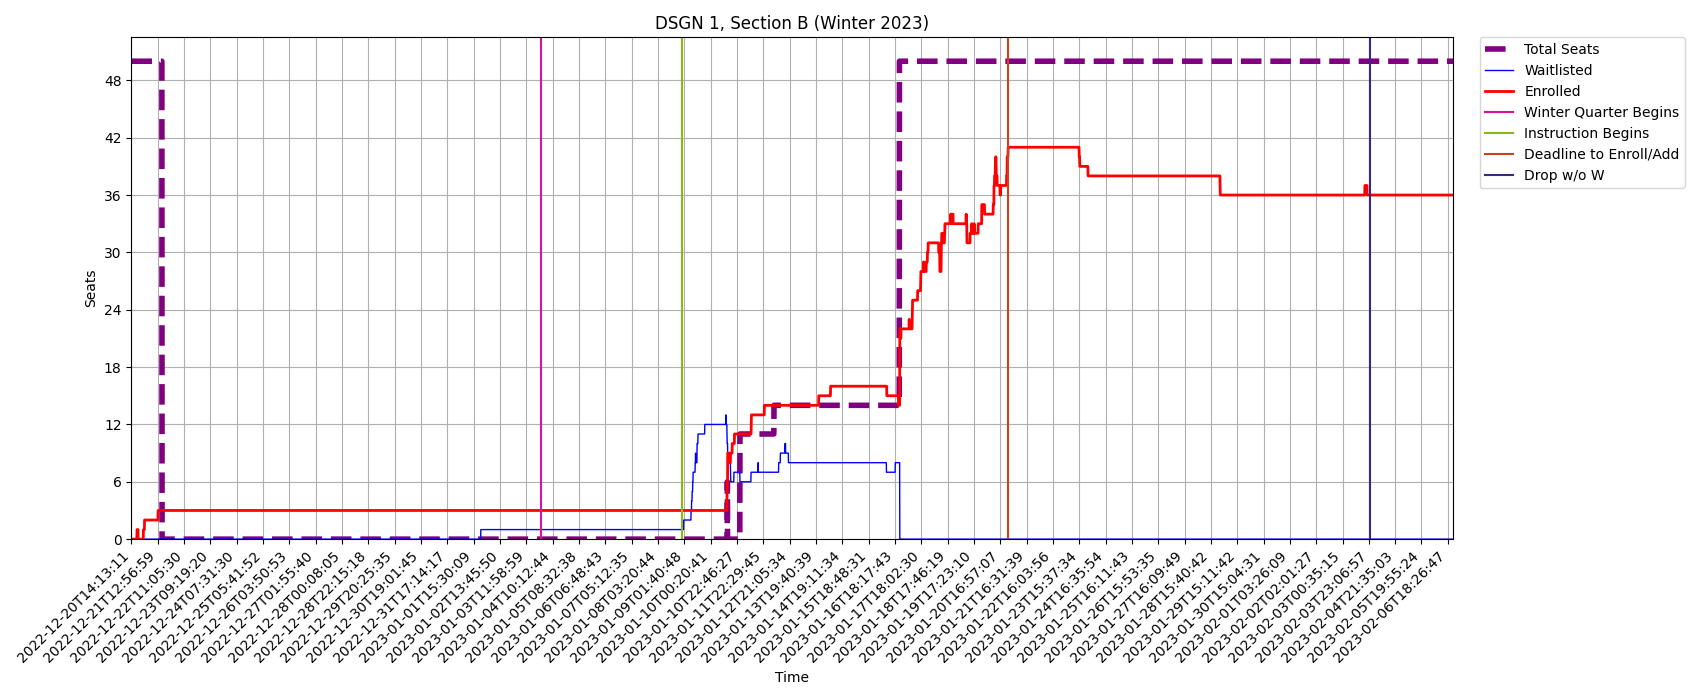 DSGN 1, Section B (Winter 2023)
Seats
48
42
36
30
24
18
12
6
0
Total Seats
Waitlisted
Enrolled
Winter Quarter Begins
Instruction Begins
Deadline to Enroll/Add
Drop w/o W
2022-12-20T14:13:11
2022-12-21T12:56:59
2022-12-22T11:05:30
2022-12-23T09:19:20
2022-12-24T07:31:30
2022-12-25T05:41:52
2022-12-26T03:50:53
2022-12-27T01:55:40
2022-12-28T00:08:05
2022-12-28T22:15:18
2022-12-29T20:25:35
2022-12-30T19:01:45
2022-12-31T17:14:17
2023-01-01T15:30:09
2023-01-02T13:45:50
2023-01-03T11:58:59
2023-01-04T10:12:44
2023-01-05T08:32:38
2023-01-06T06:48:43
2023-01-07T05:12:35
2023-01-08T03:20:44
2023-01-09T01:40:48
2023-01-10T00:20:41
2023-01-10T22:46:27
2023-01-11T22:29:45
2023-01-12T21:05:34
2023-01-13T19:40:39
2023-01-14T19:11:34
2023-01-15T18:48:31
2023-01-16T18:17:43
2023-01-17T18:02:30
2023-01-18T17:46:19
2023-01-19T17:23:10
2023-01-20T16:57:07
2023-01-21T16:31:39
2023-01-22T16:03:56
2023-01-23T15:37:34
2023-01-24T16:35:54
2023-01-25T16:11:43
2023-01-26T15:53:35
2023-01-27T16:09:49
2023-01-28T15:40:42
2023-01-29T15:11:42
2023-01-30T15:04:31
2023-02-01T03:26:09
2023-02-02T02:01:27
2023-02-03T00:35:15
2023-02-03T23:06:57
2023-02-04T21:35:03
2023-02-05T19:55:24
2023-02-06T18:26:47
Time